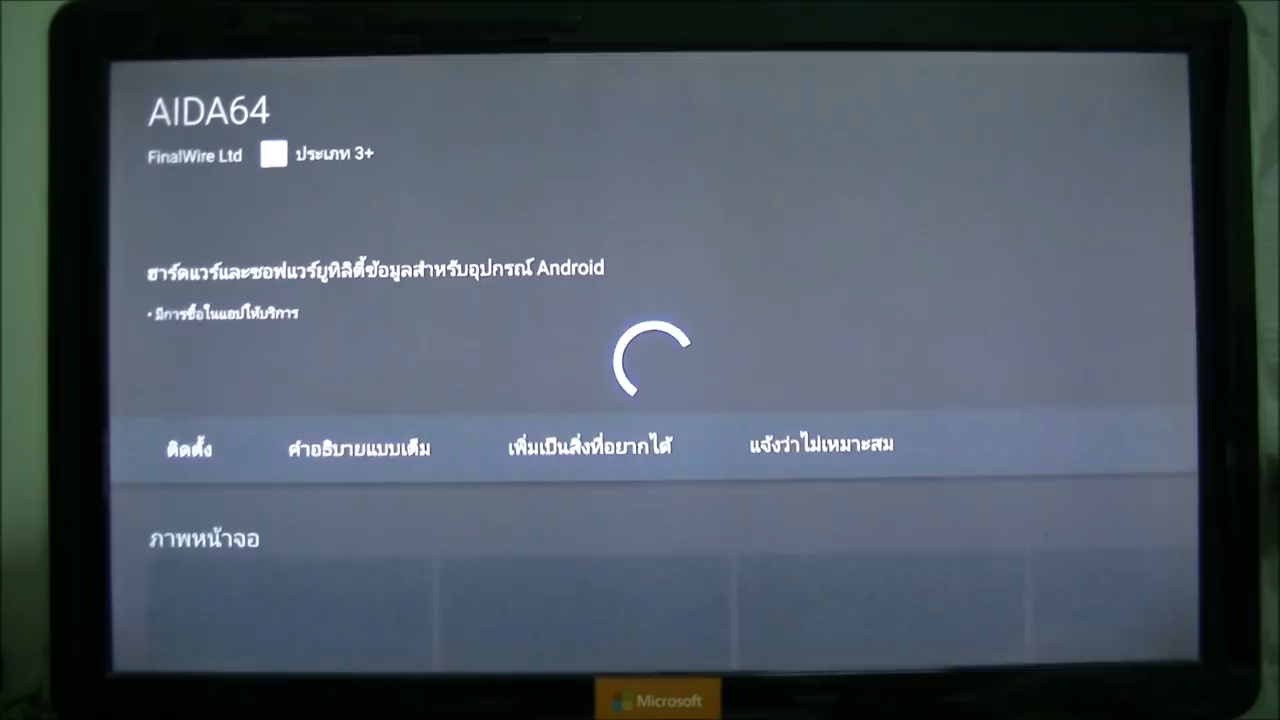 AIDA64
FinalWire Ltd ประเภท 3+
ฮาร์ดแวร์และซอฟแวร์ยูทิลิตี้ข้อมูลสำหรับอุปกรณ์ Android
• มีการซื้อในแอปให้บริการ
ติดตั้ง คำอธิบายแบบเต็ม เพิ่มเป็นสิ่งที่อยากได้ แจ้งว่าไม่เหมาะสม
ภาพหน้าจอ
Microsoft